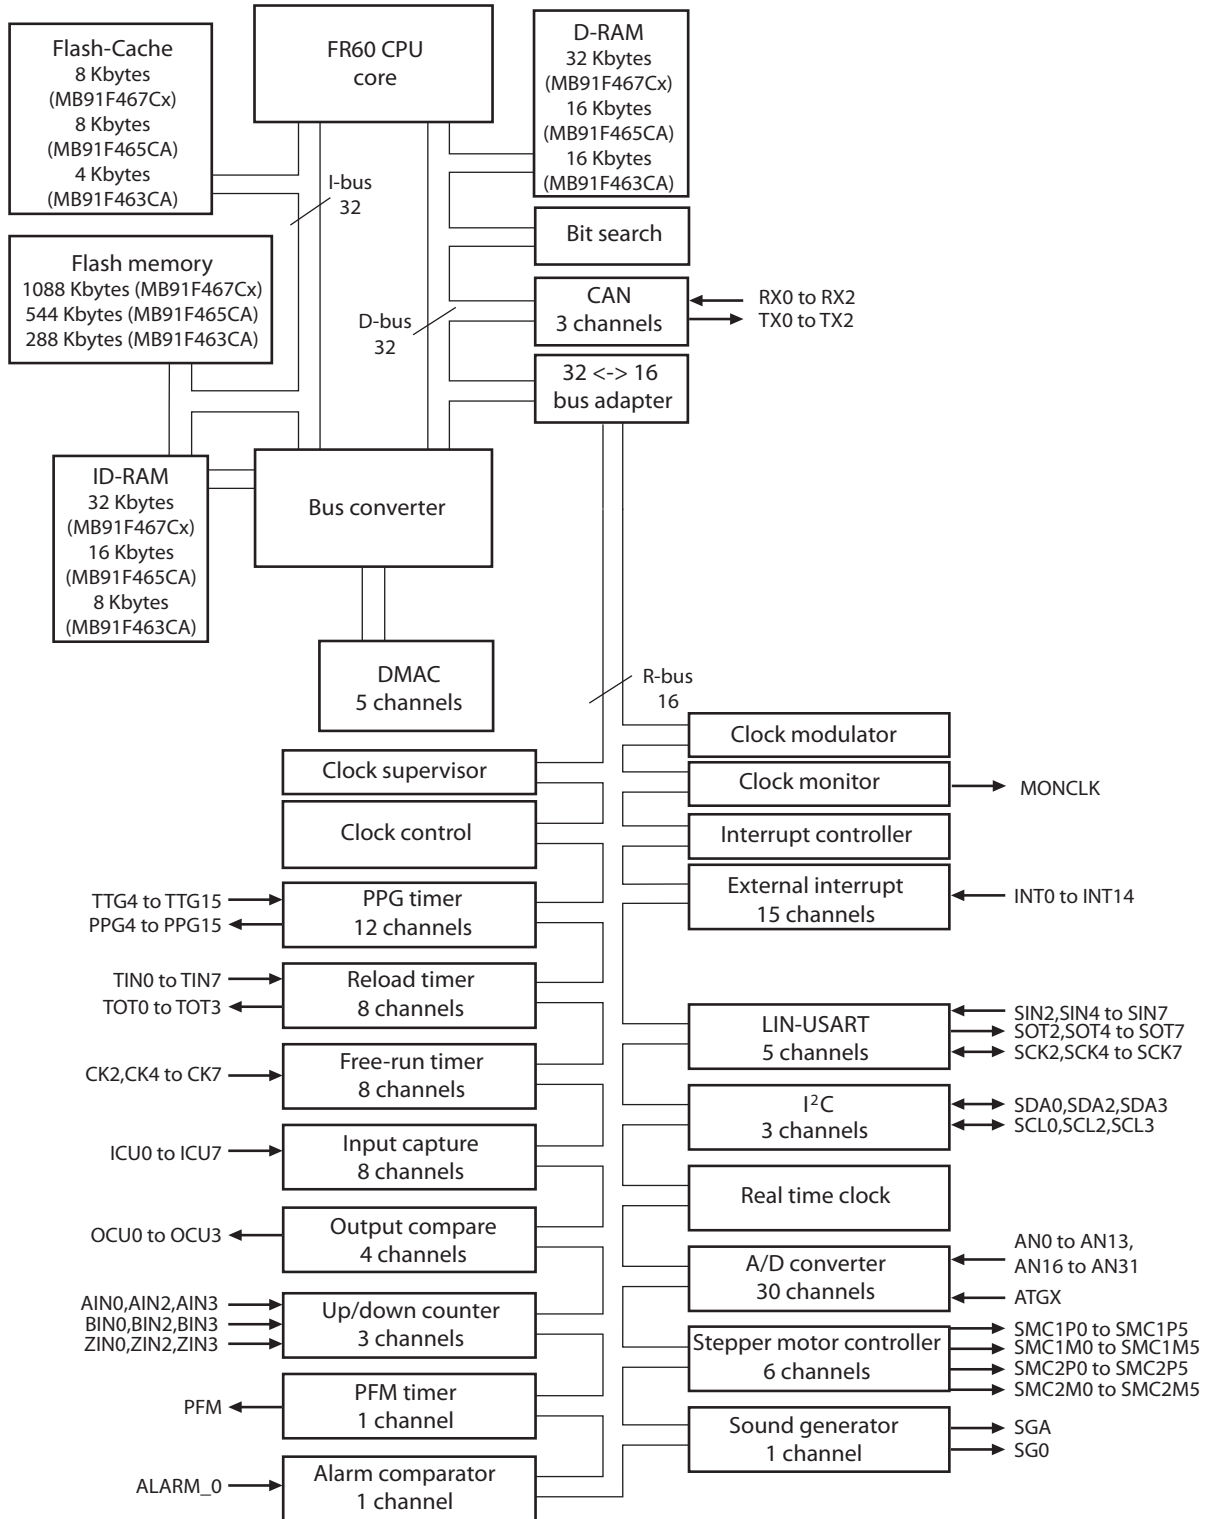 Flash-Cache
8 Kbytes
(MB91F467Cx)
8 Kbytes
(MB91F465CA)
4 Kbytes
(MB91F463CA)
FR60 CPU
core
D-RAM
32 Kbytes
(MB91F467Cx)
16 Kbytes
(MB91F465CA)
16 Kbytes
(MB91F463CA)
I-bus
32
Bit search
Flash memory
1088 Kbytes (MB91F467Cx)
544 Kbytes (MB91F465CA)
288 Kbytes (MB91F463CA)
CAN
3 channels
RX0 to RX2
TX0 to TX2
D-bus
32
32 <-> 16
bus adapter
ID-RAM
32 Kbytes
(MB91F467Cx)
16 Kbytes
(MB91F465CA)
8 Kbytes
(MB91F463CA)
Bus converter
DMAC
5 channels
R-bus
16
Clock supervisor
Clock control
TTG4 to TTG15
PPG4 to PPG15
PPG timer
12 channels
TIN0 to TIN7
TOT0 to TOT3
Reload timer
8 channels
CK2,CK4 to CK7
Free-run timer
8 channels
ICU0 to ICU7
Input capture
8 channels
OCU0 to OCU3
Output compare
4 channels
AIN0,AIN2,AIN3
BIN0,BIN2,BIN3
ZIN0,ZIN2,ZIN3
Up/down counter
3 channels
PFM
PFM timer
1 channel
ALARM_0
Alarm comparator
1 channel
Clock modulator
Clock monitor
MONCLK
Interrupt controller
External interrupt
15 channels
INT0 to INT14
LIN-USART
5 channels
SIN2,SIN4 to SIN7
SOT2,SOT4 to SOT7
SCK2,SCK4 to SCK7
I²C
3 channels
SDA0,SDA2,SDA3
SCL0,SCL2,SCL3
Real time clock
A/D converter
30 channels
AN0 to AN13,
AN16 to AN31
ATGX
Stepper motor controller
6 channels
SMC1P0 to SMC1P5
SMC1M0 to SMC1M5
SMC2P0 to SMC2P5
SMC2M0 to SMC2M5
Sound generator
1 channel
SGA
SG0